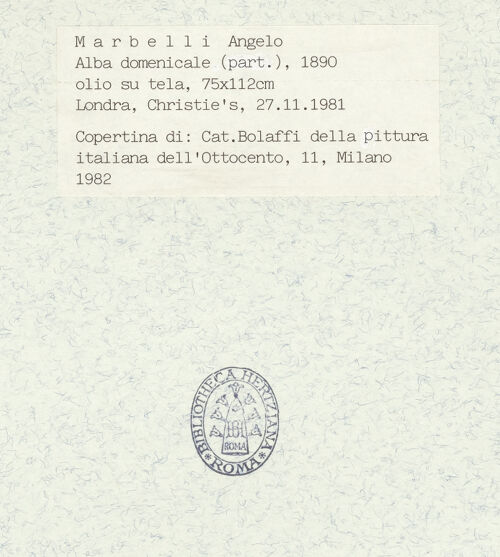 Marbelli Angelo
Alba domenicale (part.), 1890
olio su tela, 75x112cm
Londra, Christie's, 27.11.1981
Copertina di: Cat.Bolaffi della pittura
italiana dell'Ottocento, 11, Milano
1982
BIBLIOTHECA HERTZIANA
ROMA
* ROMA *